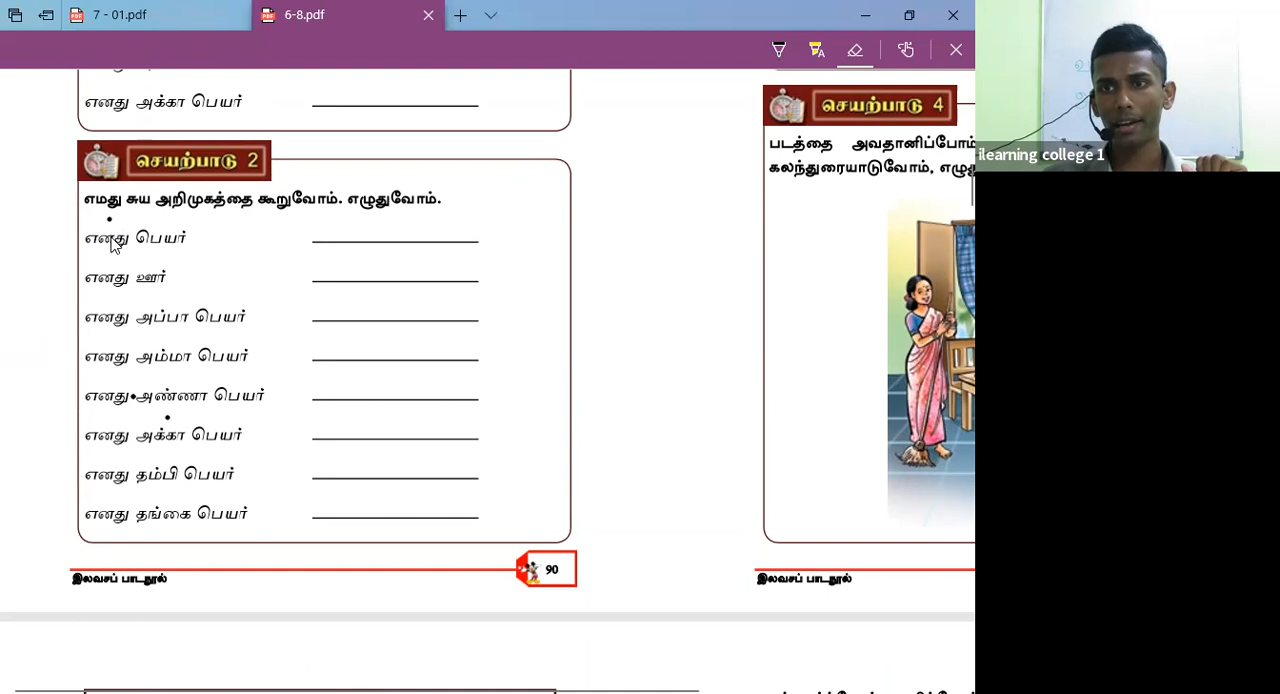 7 - 01.pdf
6-8.pdf
எனது அக்கா பெயர்
செயற்பாடு 2
எமது சுய அறிமுகத்தை கூறுவோம். எழுதுவோம்.
எனது பெயர்
எனது ஊர்
எனது அப்பா பெயர்
எனது அம்மா பெயர்
எனது அண்ணா பெயர்
எனது அக்கா பெயர்
எனது தம்பி பெயர்
எனது தங்கை பெயர்
இலவசப் பாடநூல்
90
செயற்பாடு 4
படத்தை அவதானிப்போம்
கலந்துரையாடுவோம்,
இலவசப் பாடநூல்
ilearning college 1